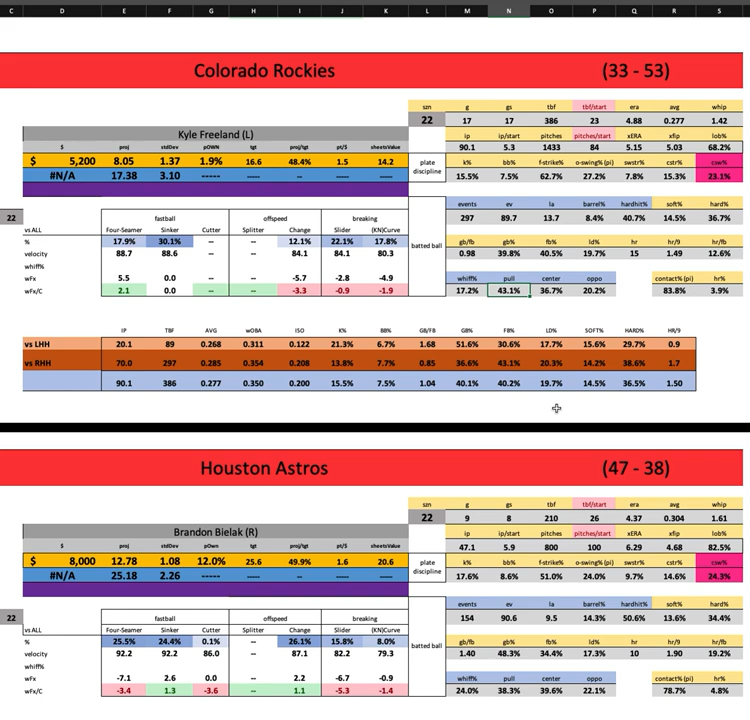 C D E F G H I J K L M N O P Q R S
Colorado Rockies (33 - 53)
szn g gs tbf tbf/start era avg whip
22 17 17 386 23 4.88 0.277 1.42
Kyle Freeland (L) ip ip/start pitches pitches/start xERA xfip lob%
$ proj stdDev pOWN tgt proj/tgt pt/$ sheetsValue 90.1 5.3 1433 84 5.15 5.03 68.2%
$ 5,200 8.05 1.37 1.9% 16.6 48.4% 1.5 14.2 plate discipline k% bb% f-strike% o-swing% (pi) swstr% cstr% csw%
#N/A 17.38 3.10 ----- ---- -- ---- ---- 15.5% 7.5% 62.7% 27.2% 7.8% 15.3% 23.1%
events ev la barrel% hardhit% soft% hard%
22 fastball offspeed breaking 297 89.7 13.7 8.4% 40.7% 14.5% 36.7%
vs ALL Four-Seamer Sinker Cutter Splitter Change Slider (KN)Curve
% 17.9% 30.1% -- -- 12.1% 22.1% 17.8% batted ball gb/fb gb% fb% ld% hr hr/9 hr/fb
velocity 88.7 88.6 -- -- 84.1 84.1 80.3 0.98 39.8% 40.5% 19.7% 15 1.49 12.6%
whiff%
wFx 5.5 0.0 -5.7 -2.8 -4.9 whiff% pull center oppo contact% (pi) hr%
wFx/C 2.1 0.0 -- -- -3.3 -0.9 -1.9 17.2% 43.1% 36.7% 20.2% 83.8% 3.9%
IP TBF AVG wOBA ISO K% BB% GB/FB GB% FB% LD% SOFT% HARD% HR/9
vs LHH 20.1 89 0.268 0.311 0.122 21.3% 6.7% 1.68 51.6% 30.6% 17.7% 15.6% 29.7% 0.9
vs RHH 70.0 297 0.285 0.354 0.208 13.8% 7.7% 0.85 36.6% 43.1% 20.3% 14.2% 38.6% 1.7
90.1 386 0.277 0.350 0.200 15.5% 7.5% 1.04 40.1% 40.2% 19.7% 14.5% 36.5% 1.50
Houston Astros (47 - 38)
szn g gs tbf tbf/start era avg whip
22 9 8 210 26 4.37 0.304 1.61
Brandon Bielak (R) ip ip/start pitches pitches/start xERA xfip lob%
$ proj stdDev pOwn tgt proj/tgt pt/$ sheetsValue 47.1 5.9 800 100 6.29 4.68 82.5%
$ 8,000 12.78 1.08 12.0% 25.6 49.9% 1.6 20.6 plate discipline k% bb% f-strike% o-swing% (pi) swstr% cstr% csw%
#N/A 25.18 2.26 ----- ---- -- ---- ---- 17.6% 8.6% 51.0% 24.0% 9.7% 14.6% 24.3%
events ev la barrel% hardhit% soft% hard%
22 fastball offspeed breaking 154 90.6 9.5 14.3% 50.6% 13.6% 34.4%
vs ALL Four-Seamer Sinker Cutter Splitter Change Slider (KN)Curve
% 25.5% 24.4% 0.1% -- 26.1% 15.8% 8.0% batted ball gb/fb gb% fb% ld% hr hr/9 hr/fb
velocity 92.2 92.2 86.0 -- 87.1 82.2 79.3 1.40 48.3% 34.4% 17.3% 10 1.90 19.2%
whiff%
wFx -7.1 2.6 0.0 2.2 -6.7 -0.9 whiff% pull center oppo contact% (pi) hr%
wFx/C -3.4 1.3 -3.6 -- 1.1 -5.3 -1.4 24.0% 38.3% 39.6% 22.1% 78.7% 4.8%